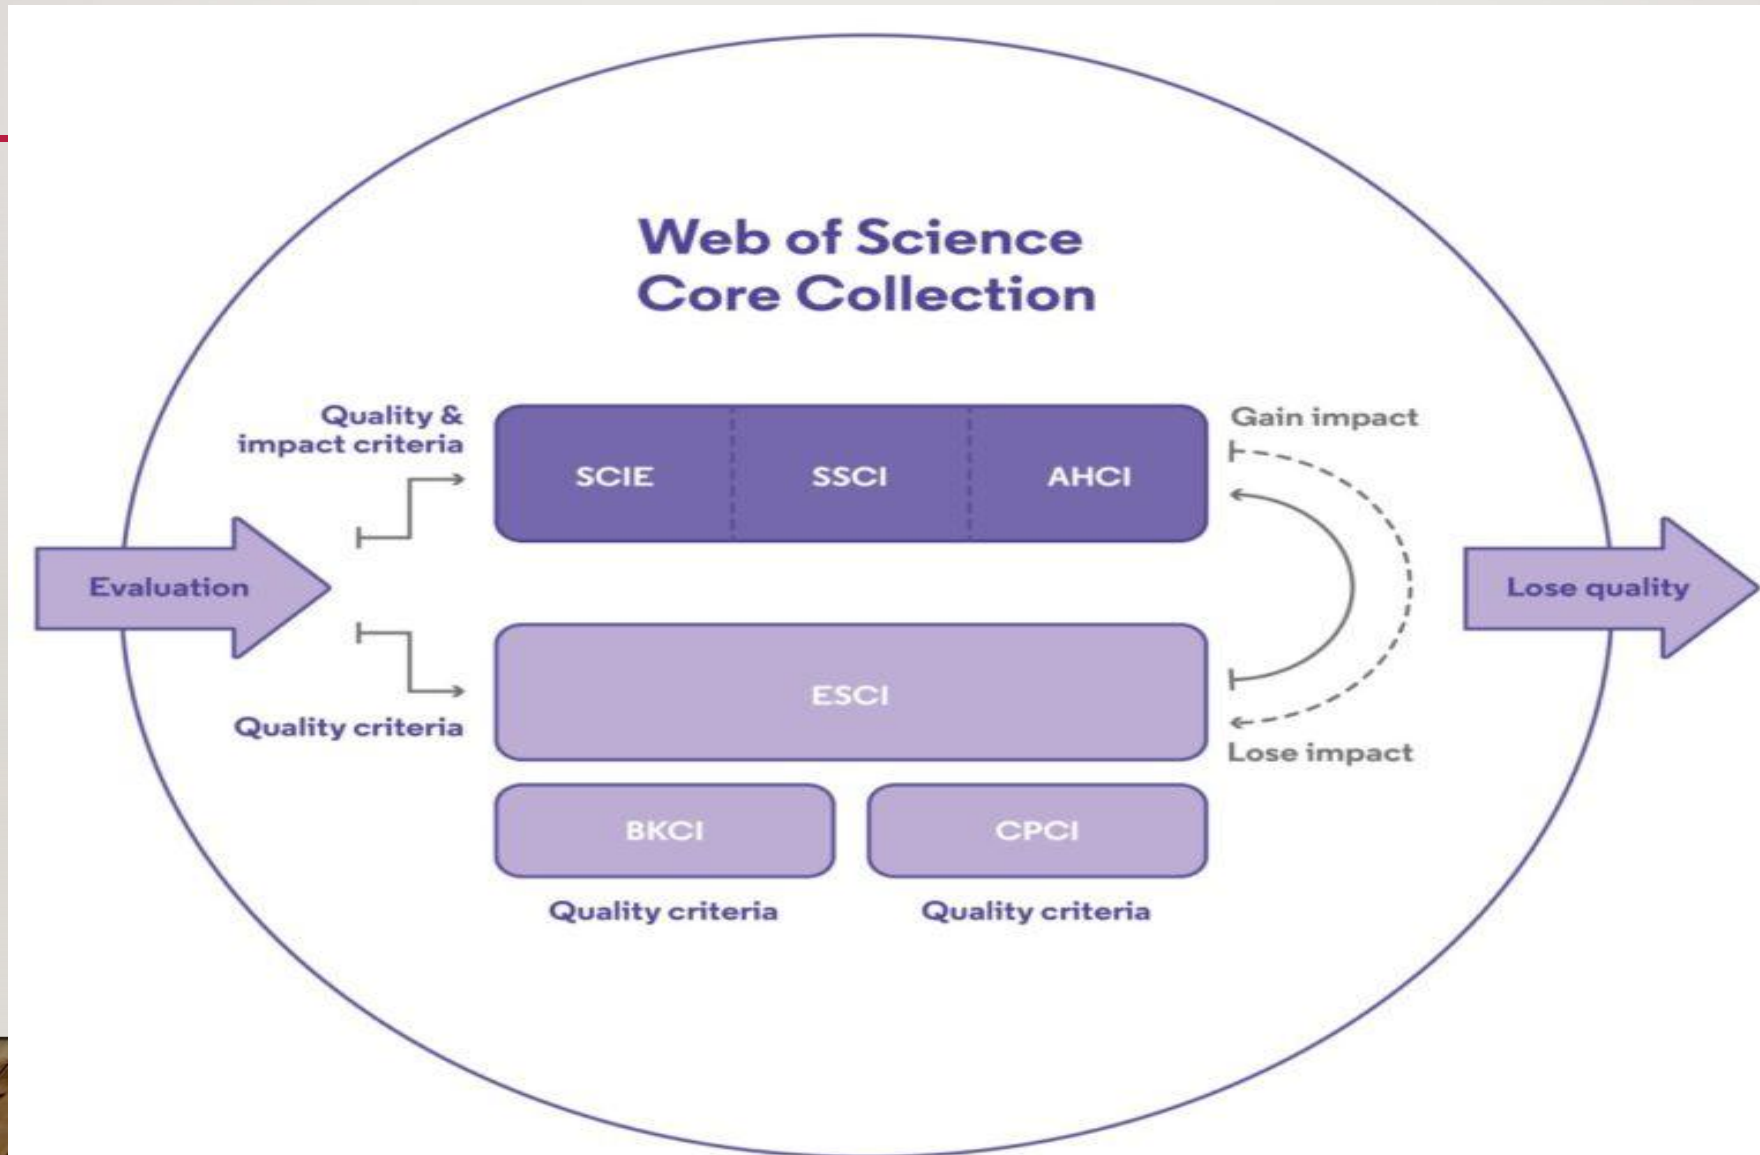 Web of Science
Core Collection
Quality &
impact criteria
SCIE
SSCI
AHCI
Gain impact
Evaluation
Lose quality
ESCI
Quality criteria
Lose impact
BKCI
CPCI
Quality criteria
Quality criteria